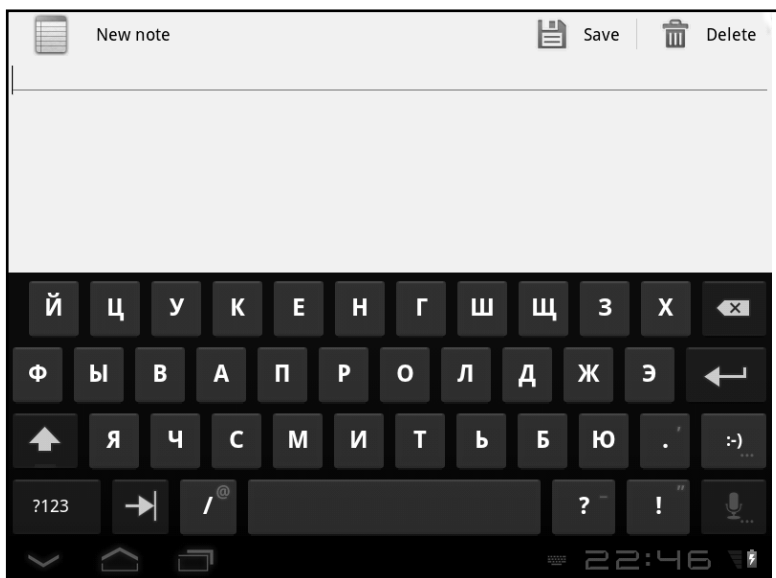 New note Save Delete
Й Ц У К Е Н Г Ш Щ З Х
Ф Ы В А П Р О Л Д Ж Э
Я Ч С М И Т Ь Б Ю . ' :-) ...
?123 / @ ? _ ! " ...
22:46